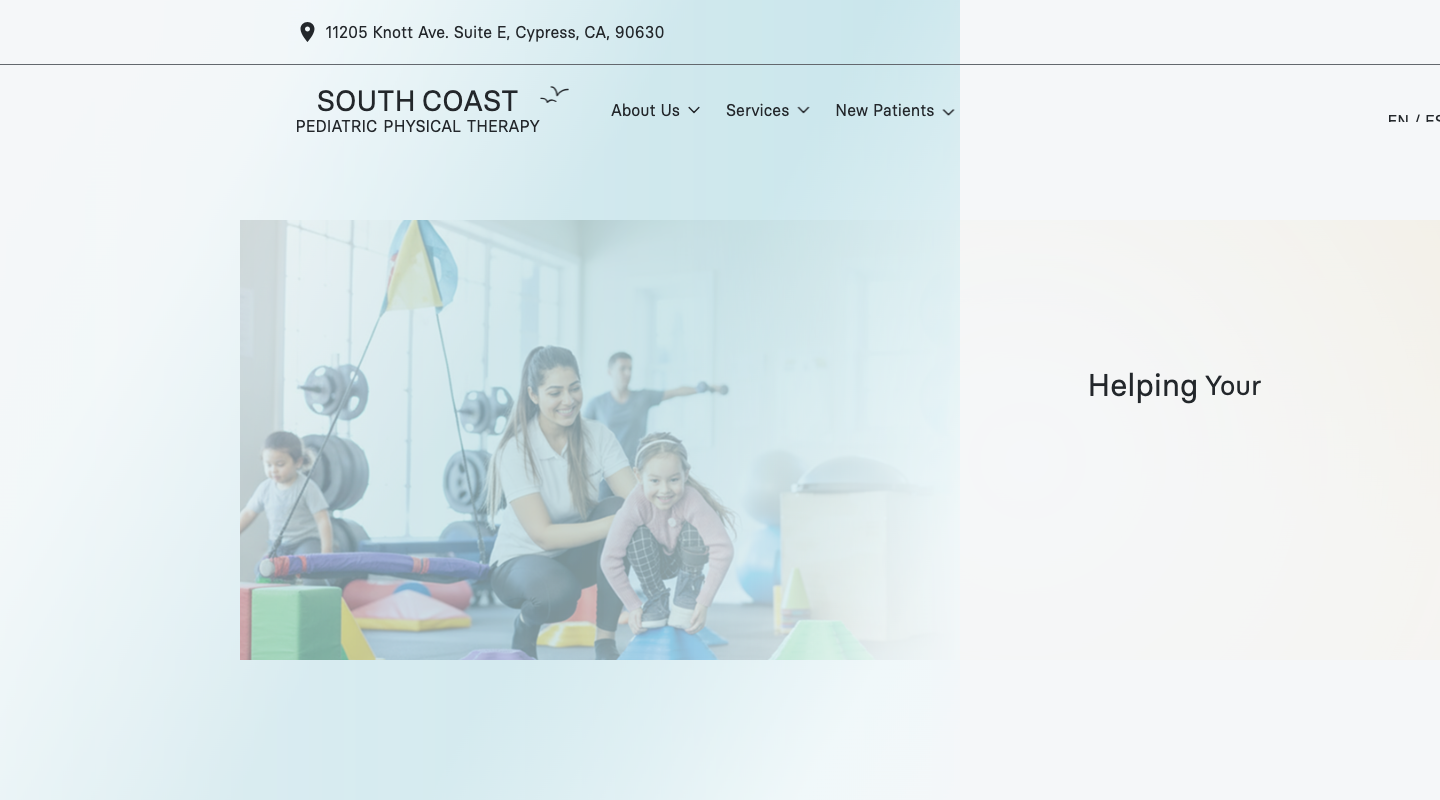 11205 Knott Ave. Suite E, Cypress, CA, 90630
SOUTH COAST
PEDIATRIC PHYSICAL THERAPY
About Us
Services
New Patients
EN / ES
Helping Your